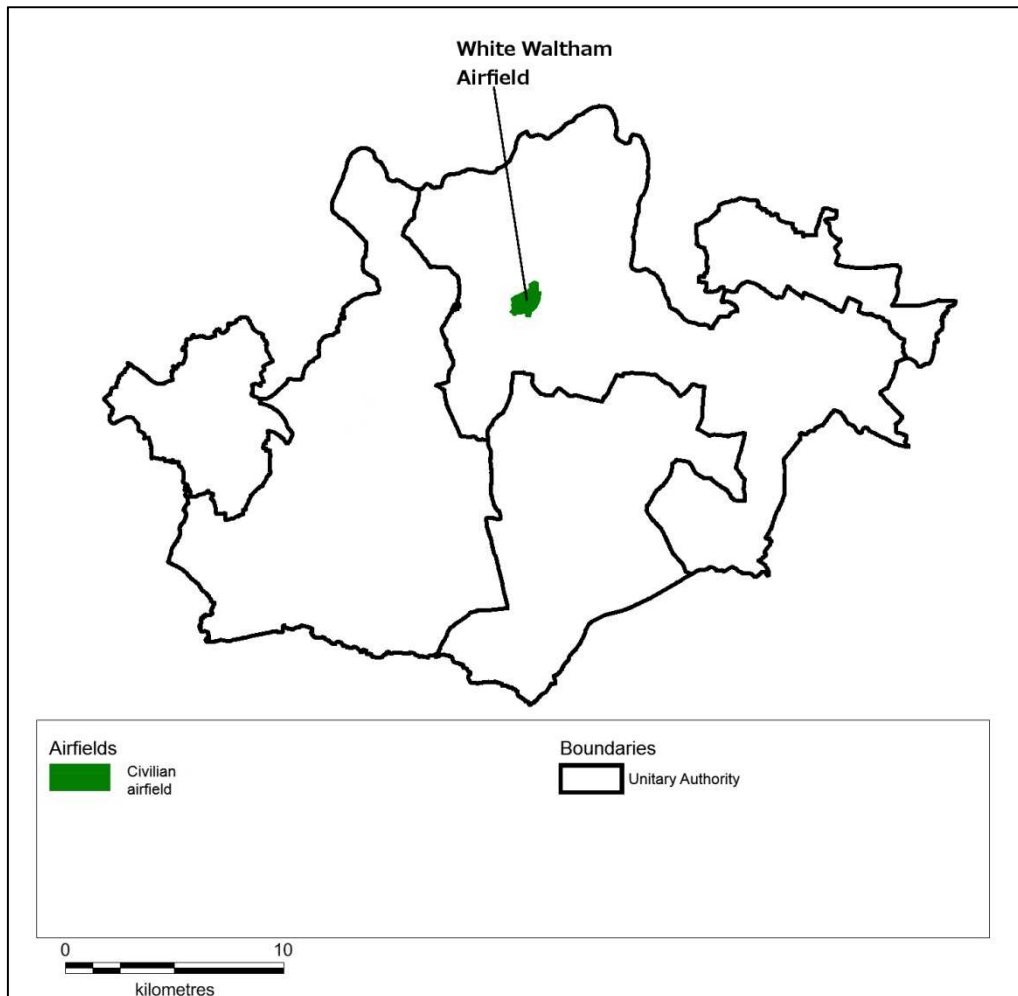 White Waltham
Airfield
Airfields
Civilian
airfield
Boundaries
Unitary Authority
0 10
kilometres